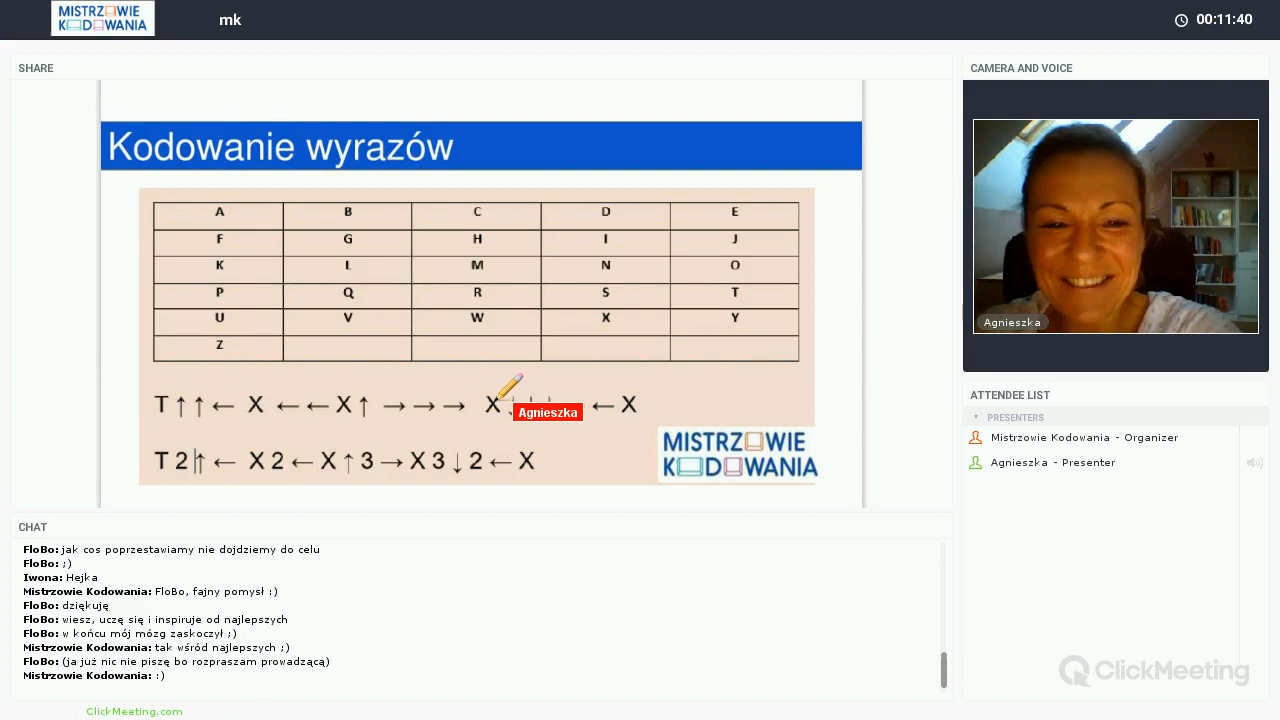 MISTRZOWIE
KODOWANIA
mk
00:11:40
SHARE
Kodowanie wyrazów
A B C D E
F G H I J
K L M N O
P Q R S T
U V W X Y
Z
T ↑ ↑ ← X ← ← X ↑ → → → X ← X
Agnieszka
T 2 ↑ ← X 2 ← X ↑ 3 → X 3 ↓ 2 ← X
MISTRZOWIE
KODOWANIA
CAMERA AND VOICE
Agnieszka
ATTENDEE LIST
PRESENTERS
Mistrzowie Kodowania - Organizer
Agnieszka - Presenter
ClickMeeting
CHAT
FloBo: jak cos poprzestawiamy nie dojdziemy do celu
FloBo: ;)
Iwona: Hejka
Mistrzowie Kodowania: FloBo, fajny pomysł :)
FloBo: dziękuję
FloBo: wiesz, uczę się i inspiruje od najlepszych
FloBo: w końcu mój mózg zaskoczył ;)
Mistrzowie Kodowania: tak wśród najlepszych ;)
FloBo: (ja już nic nie piszę bo rozpraszam prowadzącą)
Mistrzowie Kodowania: :)
ClickMeeting.com